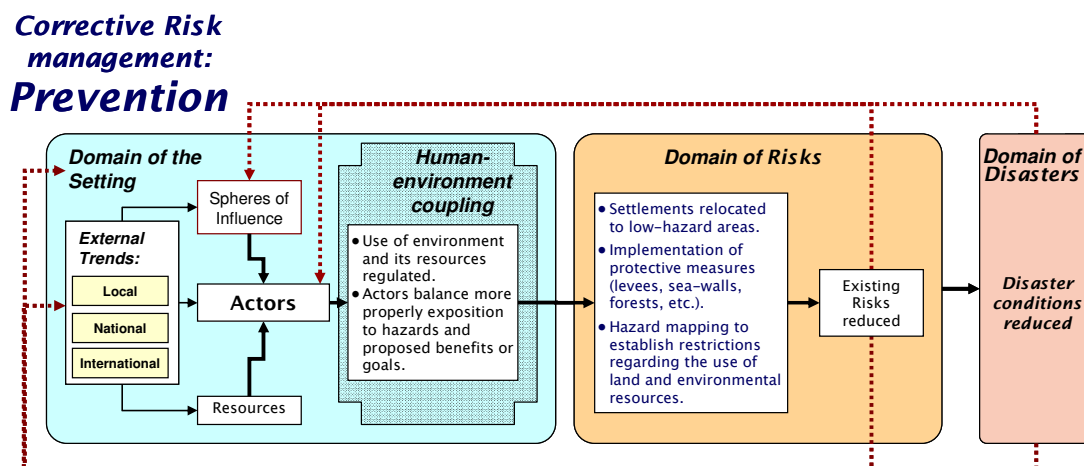 Corrective Risk
management:
Prevention
Domain of the
Setting
Spheres of
Influence
External
Trends:
Local
National
International
Actors
Resources
Human-
environment
coupling
• Use of environment
and its resources
regulated.
• Actors balance more
properly exposition
to hazards and
proposed benefits or
goals.
Domain of Risks
• Settlements relocated
to low-hazard areas.
• Implementation of
protective measures
(levees, sea-walls,
forests, etc.).
• Hazard mapping to
establish restrictions
regarding the use of
land and environmental
resources.
Existing
Risks
reduced
Domain of
Disasters
Disaster
conditions
reduced